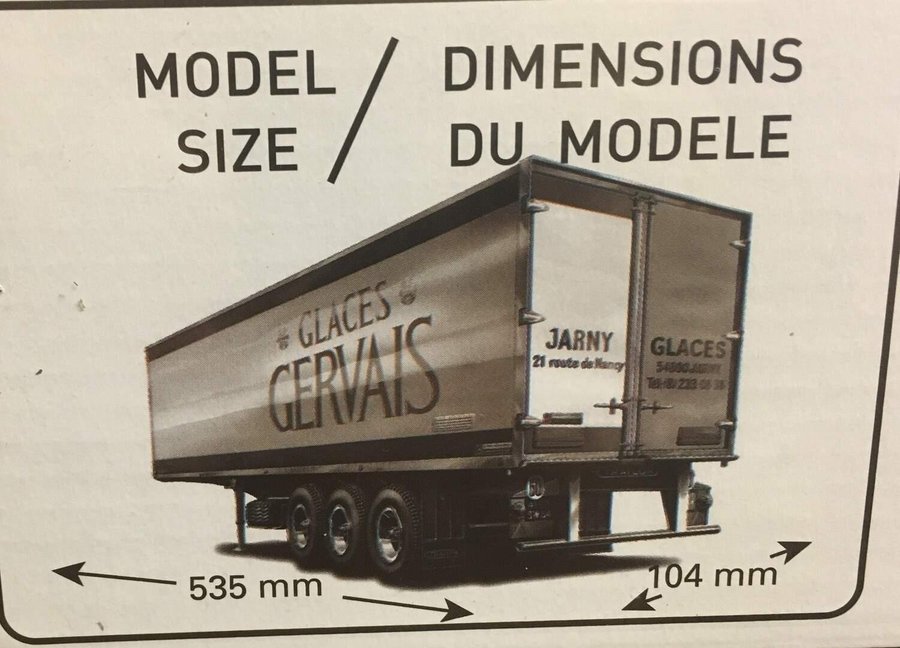 MODEL / DIMENSIONS
SIZE DU MODELE
GLACES
GERVAIS
JARNY
21 route de Nancy
GLACES
535 mm
104 mm